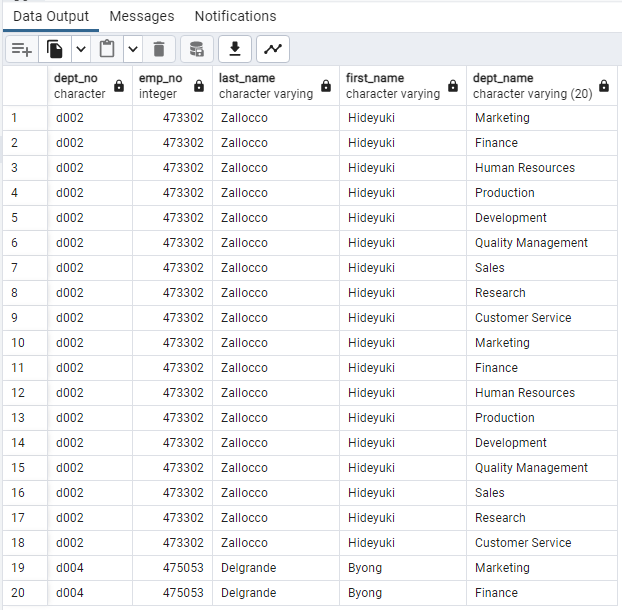 Data Output Messages Notifications
dept_no emp_no last_name first_name dept_name
character integer character varying character varying character varying (20)
1 d002 473302 Zallocco Hideyuki Marketing
2 d002 473302 Zallocco Hideyuki Finance
3 d002 473302 Zallocco Hideyuki Human Resources
4 d002 473302 Zallocco Hideyuki Production
5 d002 473302 Zallocco Hideyuki Development
6 d002 473302 Zallocco Hideyuki Quality Management
7 d002 473302 Zallocco Hideyuki Sales
8 d002 473302 Zallocco Hideyuki Research
9 d002 473302 Zallocco Hideyuki Customer Service
10 d002 473302 Zallocco Hideyuki Marketing
11 d002 473302 Zallocco Hideyuki Finance
12 d002 473302 Zallocco Hideyuki Human Resources
13 d002 473302 Zallocco Hideyuki Production
14 d002 473302 Zallocco Hideyuki Development
15 d002 473302 Zallocco Hideyuki Quality Management
16 d002 473302 Zallocco Hideyuki Sales
17 d002 473302 Zallocco Hideyuki Research
18 d002 473302 Zallocco Hideyuki Customer Service
19 d004 475053 Delgrande Byong Marketing
20 d004 475053 Delgrande Byong Finance